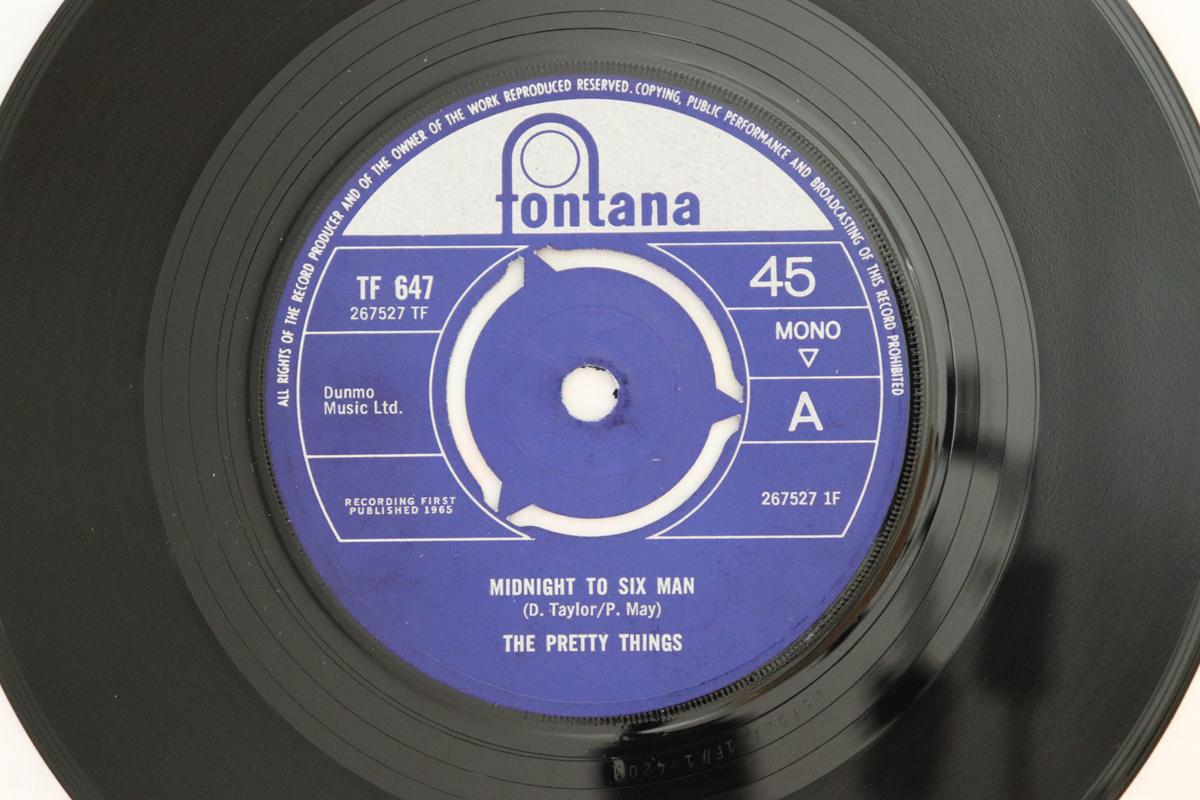 ALL RIGHTS OF THE RECORD PRODUCER AND OF THE OWNER OF THE WORK REPRODUCED RESERVED. COPYING, PUBLIC PERFORMANCE AND BROADCASTING OF THIS RECORD PROHIBITED
fontana
TF 647
267527 TF
Dunmo
Music Ltd.
RECORDING FIRST
PUBLISHED 1965
45
MONO
A
267527 1F
MIDNIGHT TO SIX MAN
(D. Taylor/P. May)
THE PRETTY THINGS